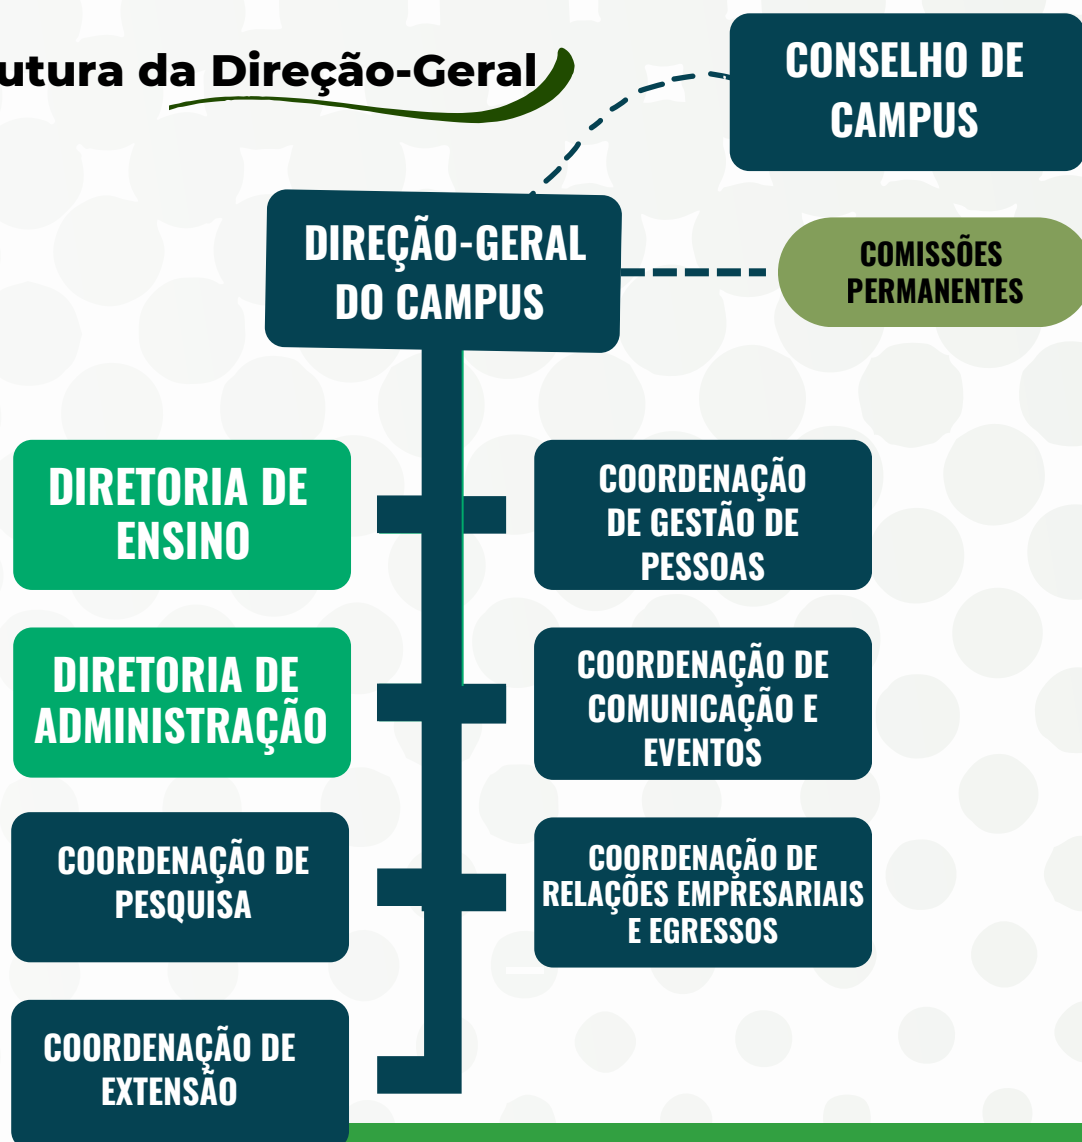 utura da Direção-Geral
CONSELHO DE
CAMPUS
DIREÇÃO-GERAL
DO CAMPUS
COMISSÕES
PERMANENTES
DIRETORIA DE
ENSINO
COORDENAÇÃO
DE GESTÃO DE
PESSOAS
DIRETORIA DE
ADMINISTRAÇÃO
COORDENAÇÃO DE
COMUNICAÇÃO E
EVENTOS
COORDENAÇÃO DE
PESQUISA
COORDENAÇÃO DE
RELAÇÕES EMPRESARIAIS
E EGRESSOS
COORDENAÇÃO DE
EXTENSÃO